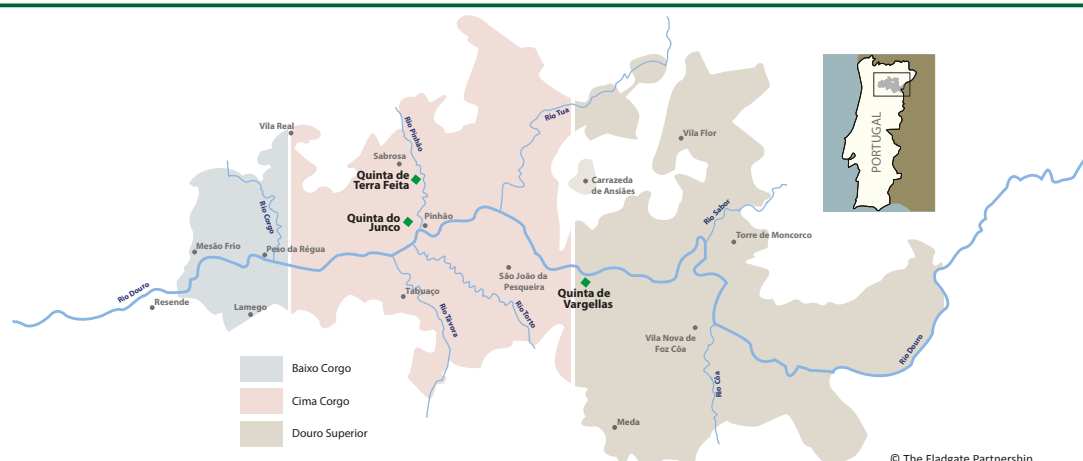 Vila Real
Rio Pinhão
Rio Tua
Vila Flor
PORTUGAL
Sabrosa
Quinta de
Terra Feita
Carrazeda
de Ansiães
Rio Corgo
Quinta do
Junco
Pinhão
Rio Sabor
Torre de Moncorco
Mesão Frio
Peso da Régua
São João da
Pesqueira
Quinta de
Vargellas
Rio Douro
Resende
Lamego
Tabuaço
Rio Távora
Rio Torto
Vila Nova de
Foz Côa
Rio Douro
Rio Côa
Baixo Corgo
Cima Corgo
Douro Superior
Meda
© The Fladgate Partnership